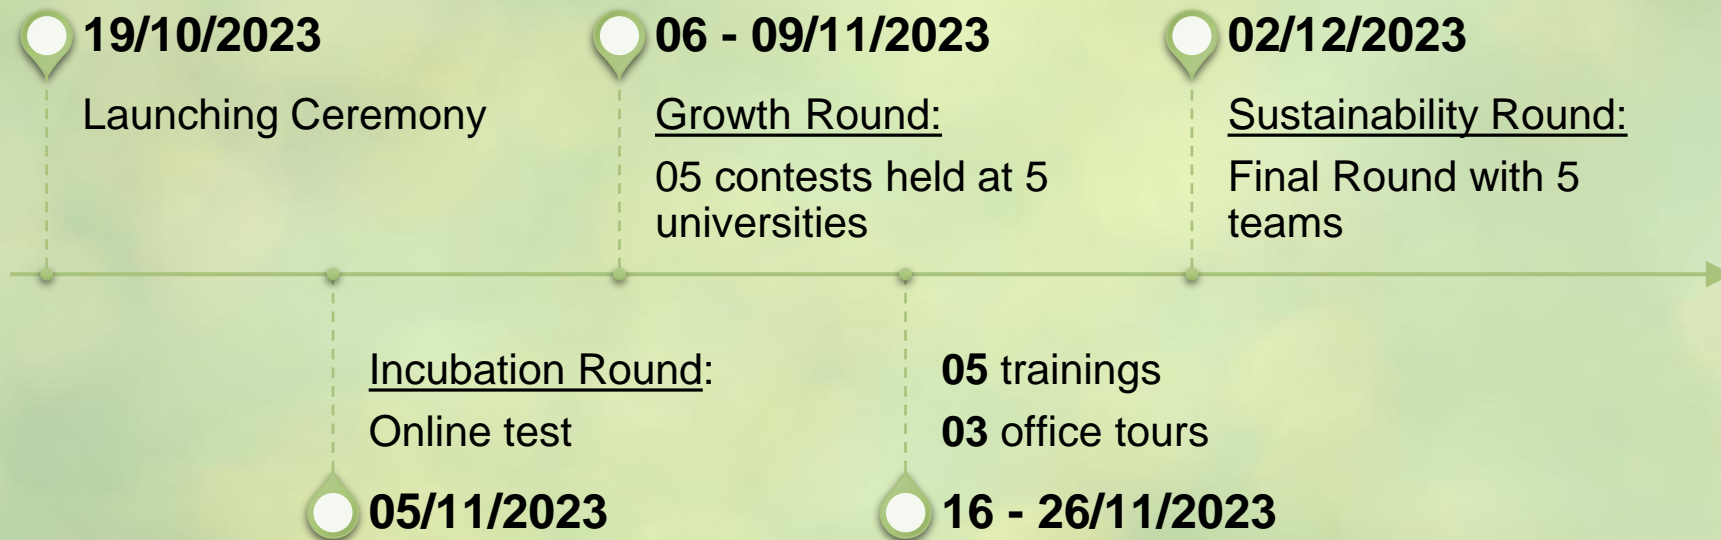 19/10/2023
Launching Ceremony
06 - 09/11/2023
Growth Round:
05 contests held at 5
universities
02/12/2023
Sustainability Round:
Final Round with 5
teams
Incubation Round:
Online test
05/11/2023
05 trainings
03 office tours
16 - 26/11/2023